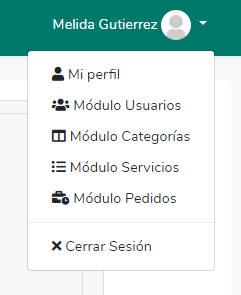 Melida Gutierrez
Mi perfil
Módulo Usuarios
Módulo Categorías
Módulo Servicios
Módulo Pedidos
Cerrar Sesión